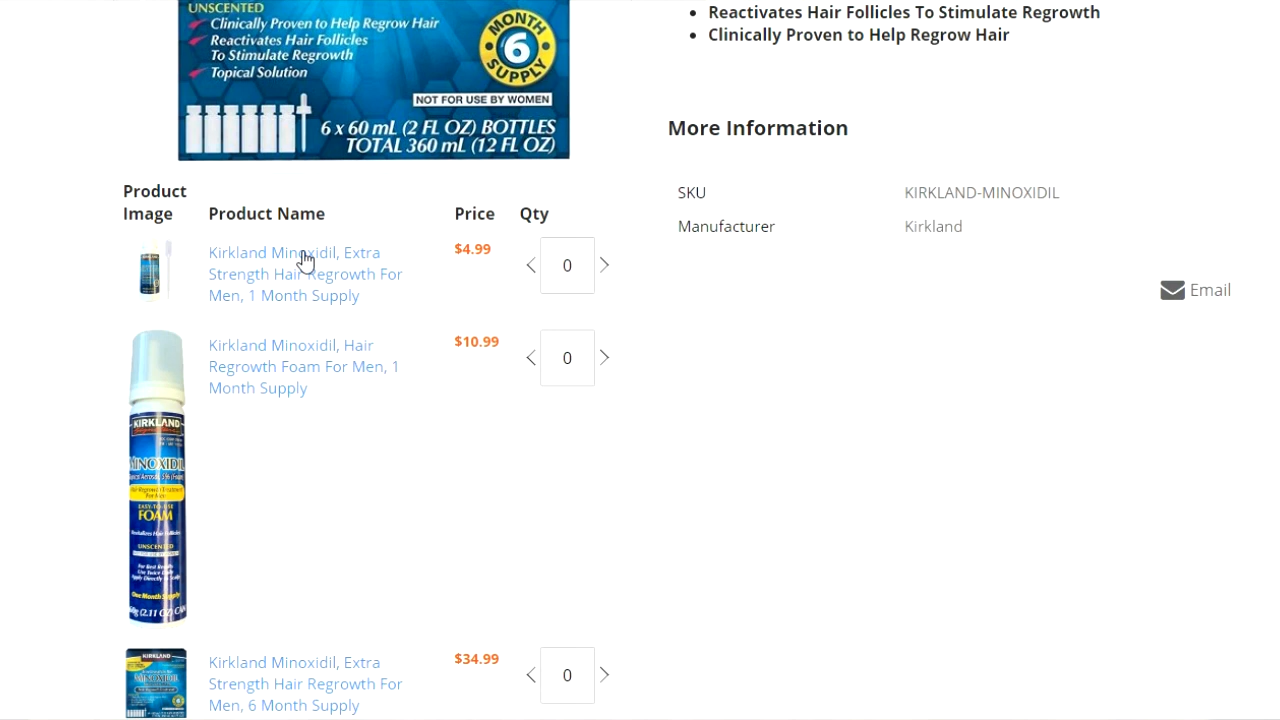 UNSCENTED
Clinically Proven to Help Regrow Hair
Reactivates Hair Follicles
To Stimulate Regrowth
Topical Solution
MONTH
6
SUPPLY
NOT FOR USE BY WOMEN
6 x 60 mL (2 FL OZ) BOTTLES
TOTAL 360 mL (12 FL OZ)
Reactivates Hair Follicles To Stimulate Regrowth
Clinically Proven to Help Regrow Hair
More Information
SKU KIRKLAND-MINOXIDIL
Manufacturer Kirkland
Email
Product
Image Product Name Price Qty
Kirkland Minoxidil, Extra
Strength Hair Regrowth For
Men, 1 Month Supply
$4.99
0
Kirkland Minoxidil, Hair
Regrowth Foam For Men, 1
Month Supply
$10.99
0
KIRKLAND
MINOXIDIL
FOAM
UNSCENTED
One Month Supply
Kirkland Minoxidil, Extra
Strength Hair Regrowth For
Men, 6 Month Supply
$34.99
0
KIRKLAND
MINOXIDIL